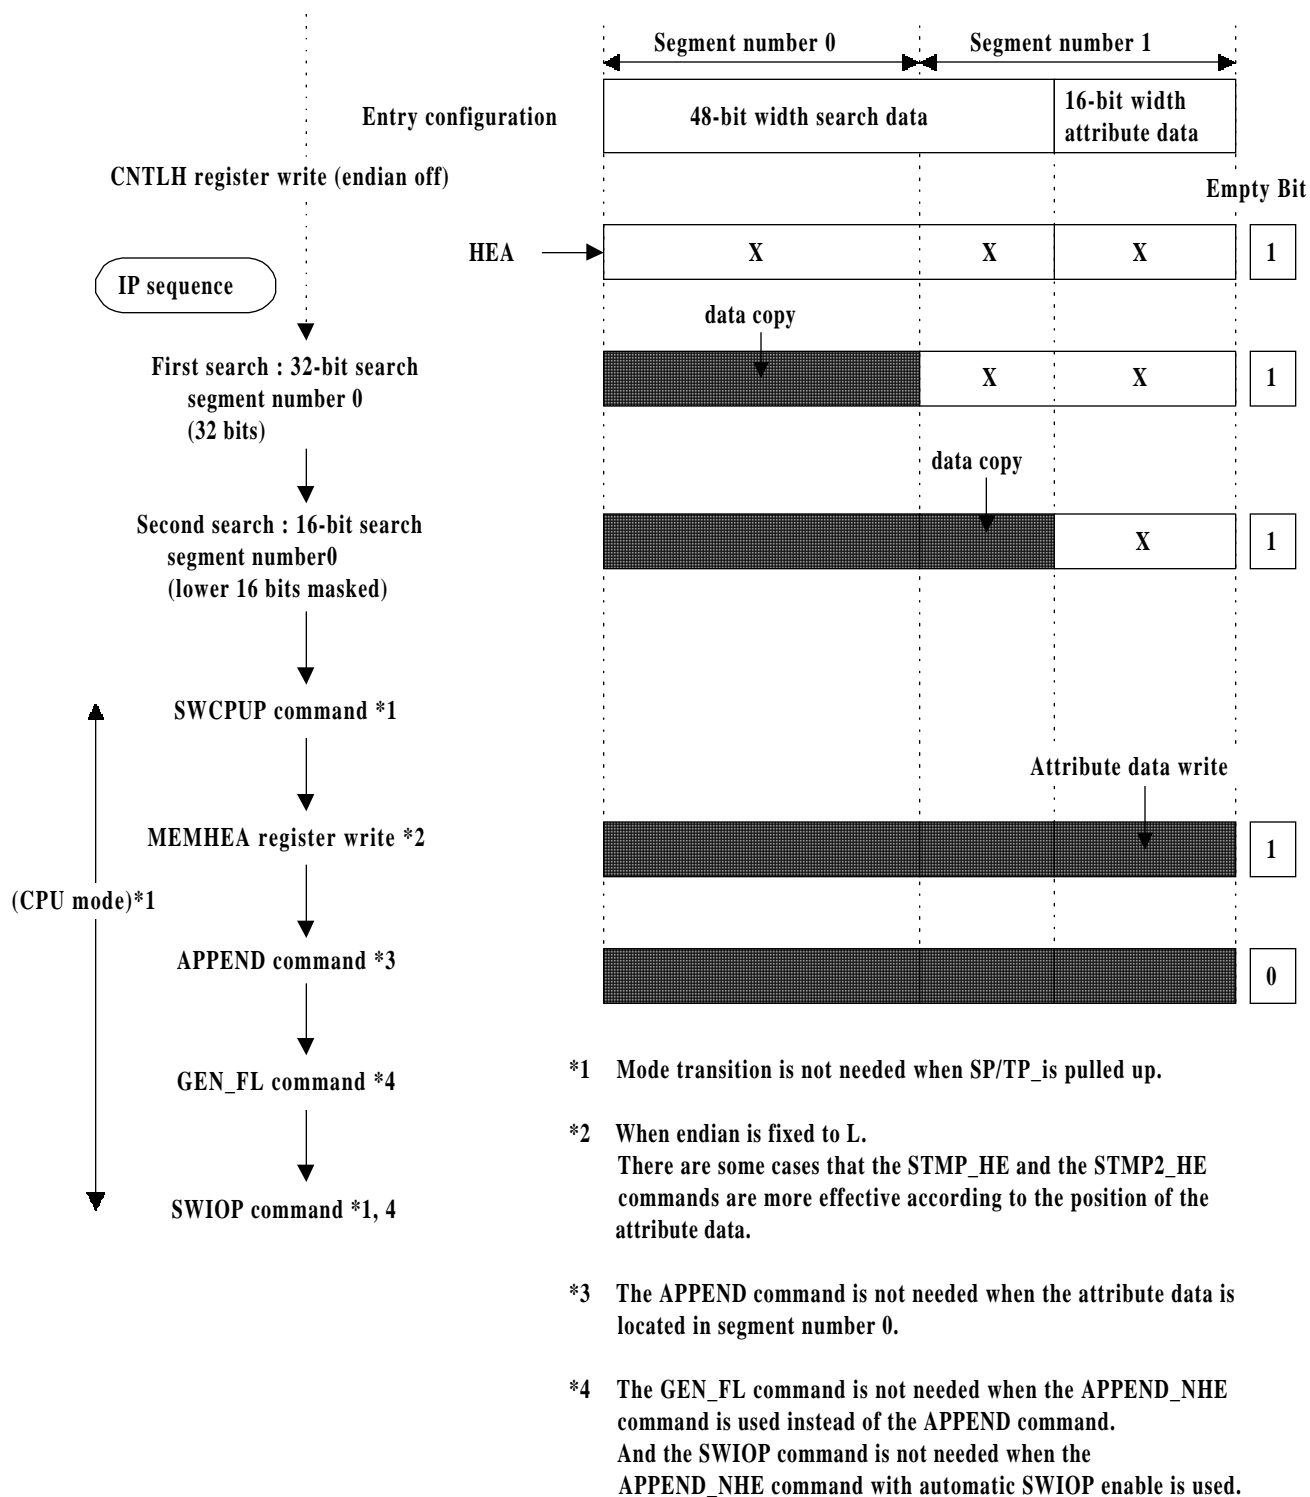 Segment number 0
Segment number 1
Entry configuration
48-bit width search data
16-bit width
attribute data
CNTLH register write (endian off)
Empty Bit
HEA
X
X
X
1
IP sequence
data copy
First search : 32-bit search
segment number 0
(32 bits)
X
X
1
data copy
Second search : 16-bit search
segment number0
(lower 16 bits masked)
X
1
SWCPUP command *1
Attribute data write
MEMHEA register write *2
1
(CPU mode)*1
APPEND command *3
0
GEN_FL command *4
SWIOP command *1, 4
*1 Mode transition is not needed when SP/TP_is pulled up.
*2 When endian is fixed to L.
There are some cases that the STMP_HE and the STMP2_HE
commands are more effective according to the position of the
attribute data.
*3 The APPEND command is not needed when the attribute data is
located in segment number 0.
*4 The GEN_FL command is not needed when the APPEND_NHE
command is used instead of the APPEND command.
And the SWIOP command is not needed when the
APPEND_NHE command with automatic SWIOP enable is used.